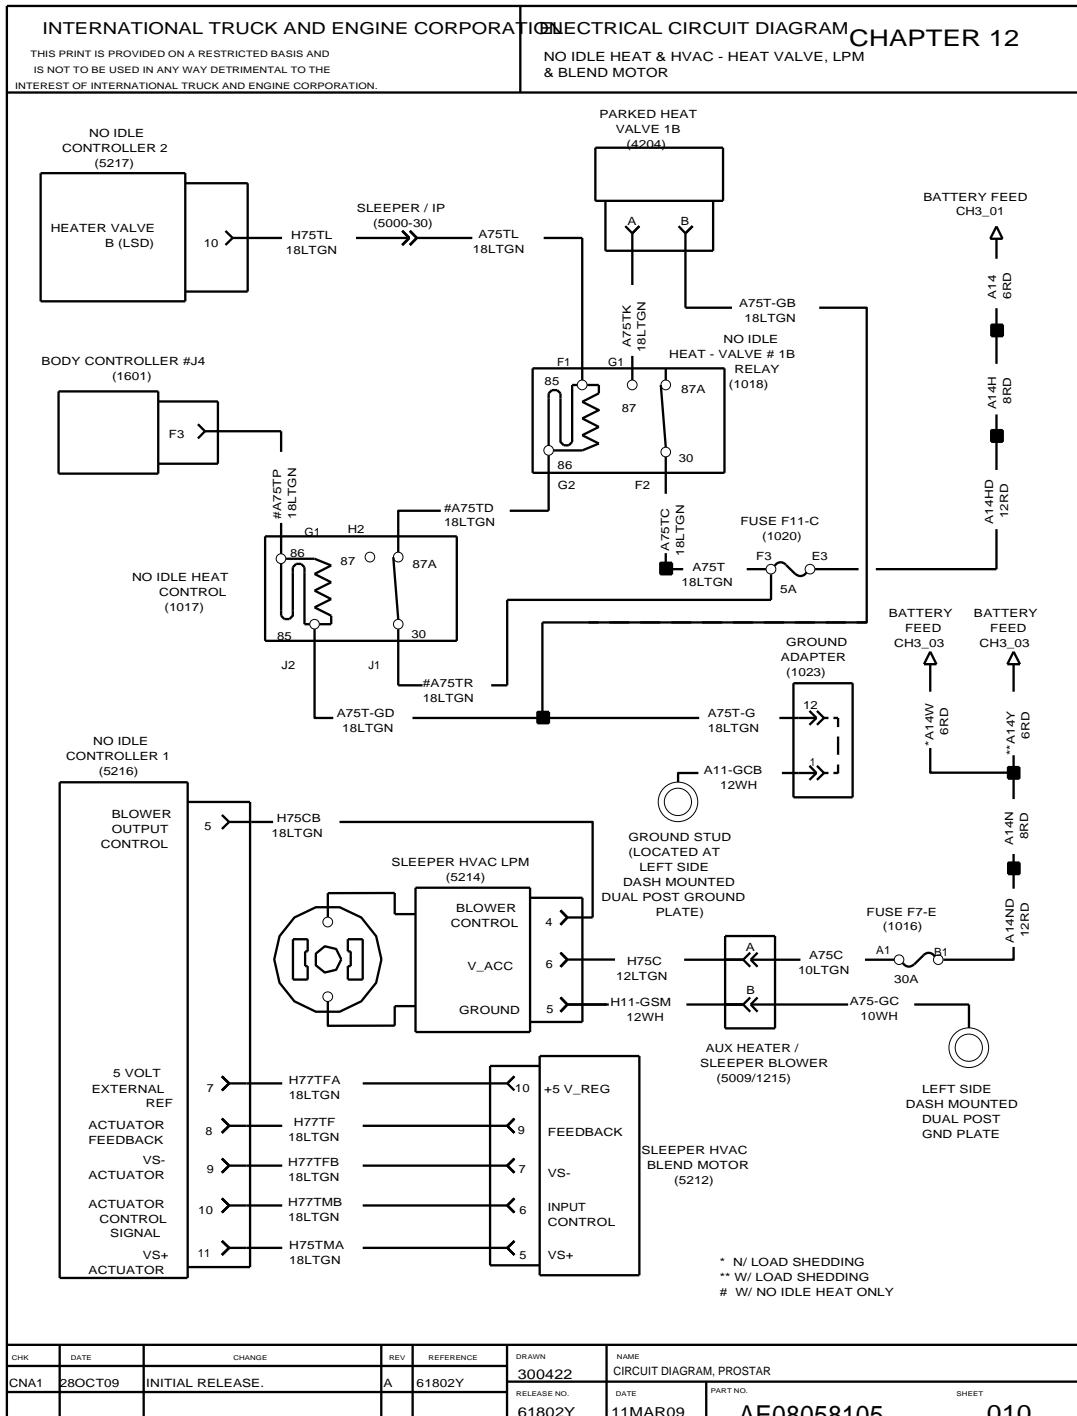 INTERNATIONAL TRUCK AND ENGINE CORPORATION
THIS PRINT IS PROVIDED ON A RESTRICTED BASIS AND
IS NOT TO BE USED IN ANY WAY DETRIMENTAL TO THE
INTEREST OF INTERNATIONAL TRUCK AND ENGINE CORPORATION.
ELECTRICAL CIRCUIT DIAGRAM
CHAPTER 12
NO IDLE HEAT & HVAC - HEAT VALVE, LPM
& BLEND MOTOR
NO IDLE
CONTROLLER 2
(5217)
HEATER VALVE
B (LSD)
10
H75TL
18LTGN
SLEEPER / IP
(5000-30)
A75TL
18LTGN
PARKED HEAT
VALVE 1B
(4204)
A
B
A75TK
18LTGN
A75T-GB
18LTGN
BATTERY FEED
CH3_01
A14
6RD
A14H
8RD
A14HD
12RD
BODY CONTROLLER #J4
(1601)
F3
#A75TP
18LTGN
NO IDLE
HEAT - VALVE # 1B
RELAY
(1018)
F1
G1
85
87
87A
86
30
G2
F2
#A75TD
18LTGN
A75TC
18LTGN
A75T
18LTGN
FUSE F11-C
(1020)
F3
E3
5A
NO IDLE HEAT
CONTROL
(1017)
G1
H2
86
87
87A
85
30
J2
J1
#A75TR
18LTGN
A75T-GD
18LTGN
A75T-G
18LTGN
GROUND
ADAPTER
(1023)
12
1
A11-GCB
12WH
GROUND STUD
(LOCATED AT
LEFT SIDE
DASH MOUNTED
DUAL POST GROUND
PLATE)
BATTERY
FEED
CH3_03
BATTERY
FEED
CH3_03
*A14W
6RD
**A14Y
6RD
A14N
8RD
A14ND
12RD
NO IDLE
CONTROLLER 1
(5216)
BLOWER
OUTPUT
CONTROL
5
H75CB
18LTGN
SLEEPER HVAC LPM
(5214)
BLOWER
CONTROL
4
V_ACC
6
GROUND
5
H75C
12LTGN
H11-GSM
12WH
A
B
AUX HEATER /
SLEEPER BLOWER
(5009/1215)
A75C
10LTGN
FUSE F7-E
(1016)
A1
B1
30A
A75-GC
10WH
LEFT SIDE
DASH MOUNTED
DUAL POST
GND PLATE
5 VOLT
EXTERNAL
REF
7
H77TFA
18LTGN
10
+5 V_REG
ACTUATOR
FEEDBACK
8
H77TF
18LTGN
9
FEEDBACK
VS-
ACTUATOR
9
H77TFB
18LTGN
7
VS-
ACTUATOR
CONTROL
SIGNAL
10
H77TMB
18LTGN
6
INPUT
CONTROL
VS+
ACTUATOR
11
H75TMA
18LTGN
5
VS+
SLEEPER HVAC
BLEND MOTOR
(5212)
* N/ LOAD SHEDDING
** W/ LOAD SHEDDING
# W/ NO IDLE HEAT ONLY
CHK DATE CHANGE REV REFERENCE
CNA1 28OCT09 INITIAL RELEASE. A 61802Y
DRAWN
300422
NAME
CIRCUIT DIAGRAM, PROSTAR
RELEASE NO.
61802Y
DATE
11MAR09
PART NO.
AE08058105
SHEET
010